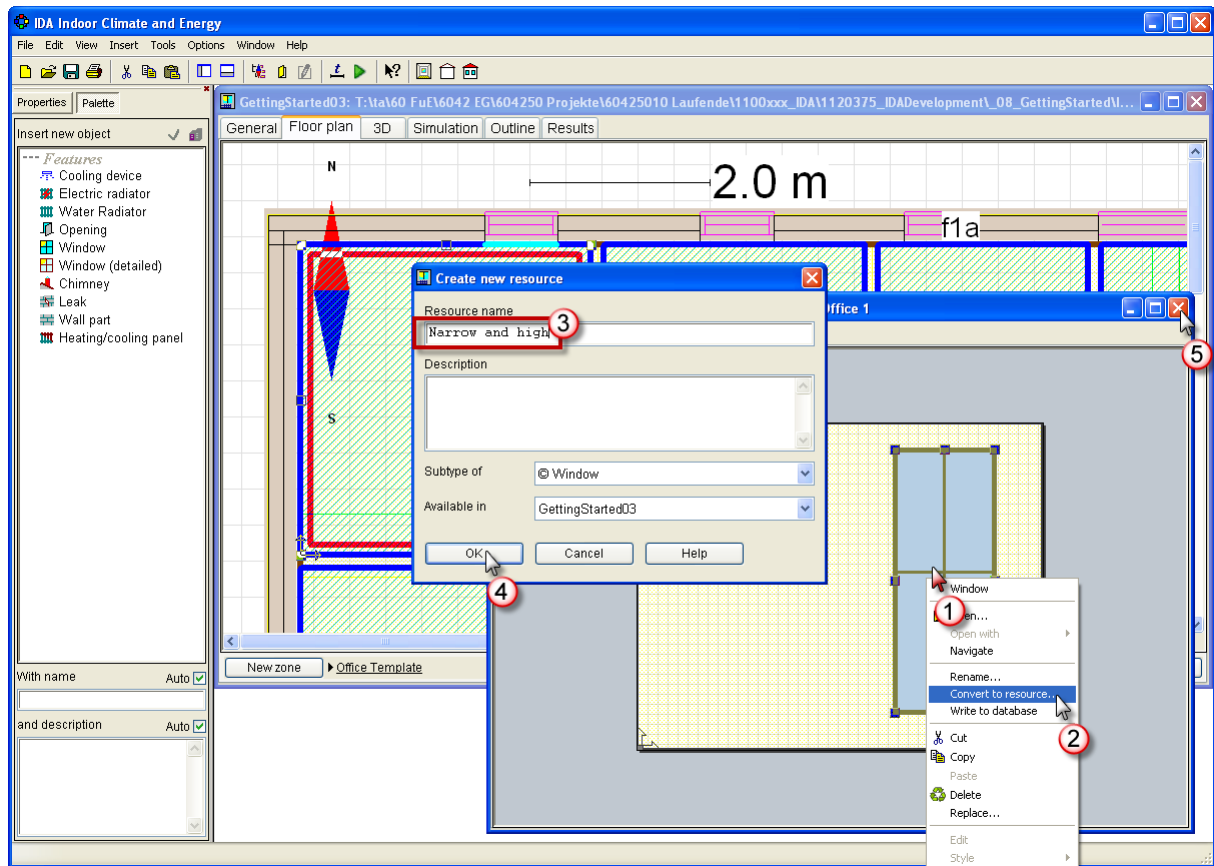 IDA Indoor Climate and Energy
File Edit View Insert Tools Options Window Help
Properties Palette
Insert new object
Features
Cooling device
Electric radiator
Water Radiator
Opening
Window
Window (detailed)
Chimney
Leak
Wall part
Heating/cooling panel
With name Auto
and description Auto
GettingStarted03: T:\ta\60 FuE\6042 EG\604250 Projekte\60425010 Laufende\1100xxx_IDA\1120375_IDADevelopment\_08_GettingStarted\I...
General Floor plan 3D Simulation Outline Results
N
2.0 m
f1a
S
New zone Office Template
Office 1
Create new resource
Resource name
Narrow and high
3
Description
Subtype of © Window
Available in GettingStarted03
OK Cancel Help
4
5
1
Window
Open with
Navigate
Rename...
Convert to resource...
Write to database
2
Cut
Copy
Paste
Delete
Replace...
Edit
Style